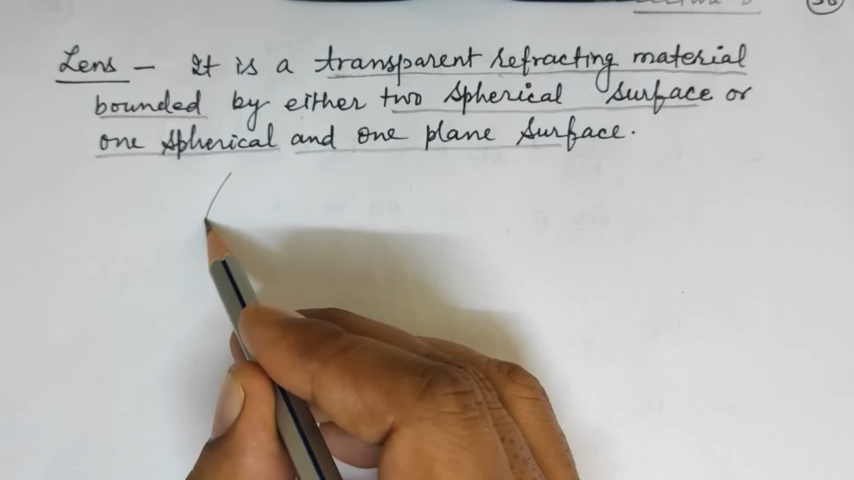 Lens - It is a transparent refracting material
bounded by either two spherical surface or
one spherical and one plane surface.